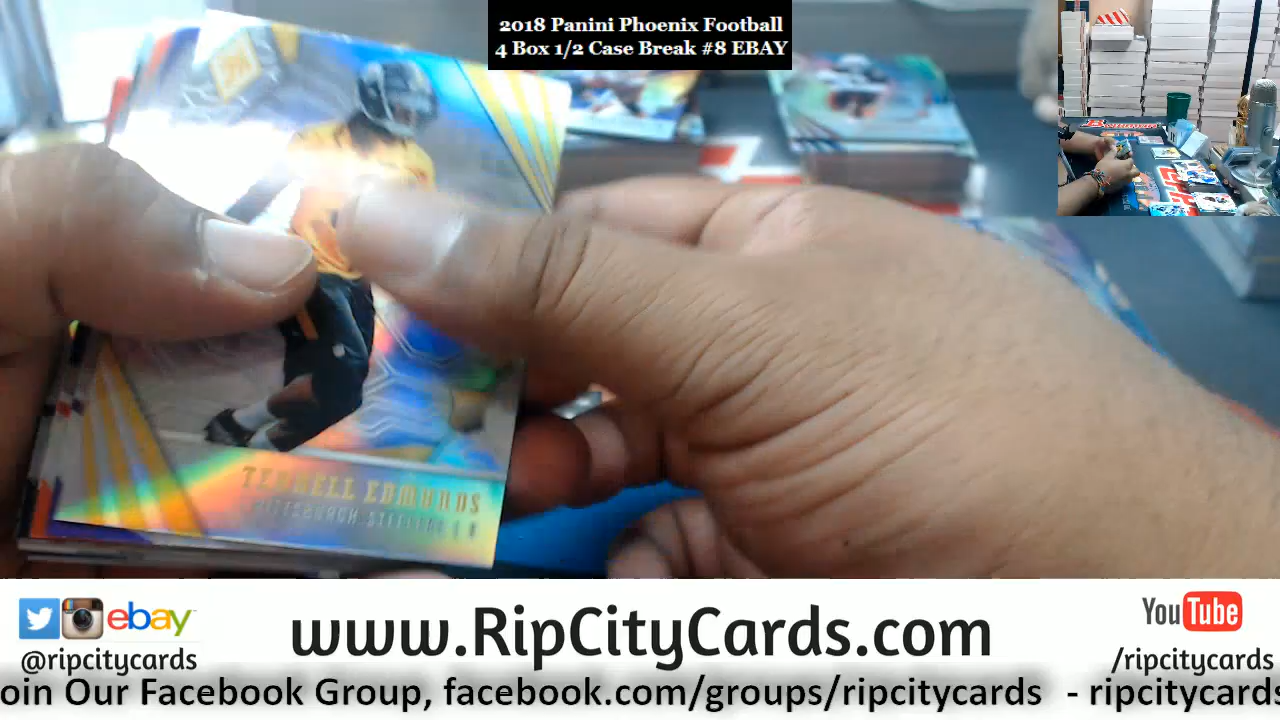 2018 Panini Phoenix Football
4 Box 1/2 Case Break #8 EBAY
TERRELL EDMUNDS
PITTSBURGH STEELERS
ebay
@ripcitycards
www.RipCityCards.com
YouTube
/ripcitycards
oin Our Facebook Group, facebook.com/groups/ripcitycards - ripcitycards